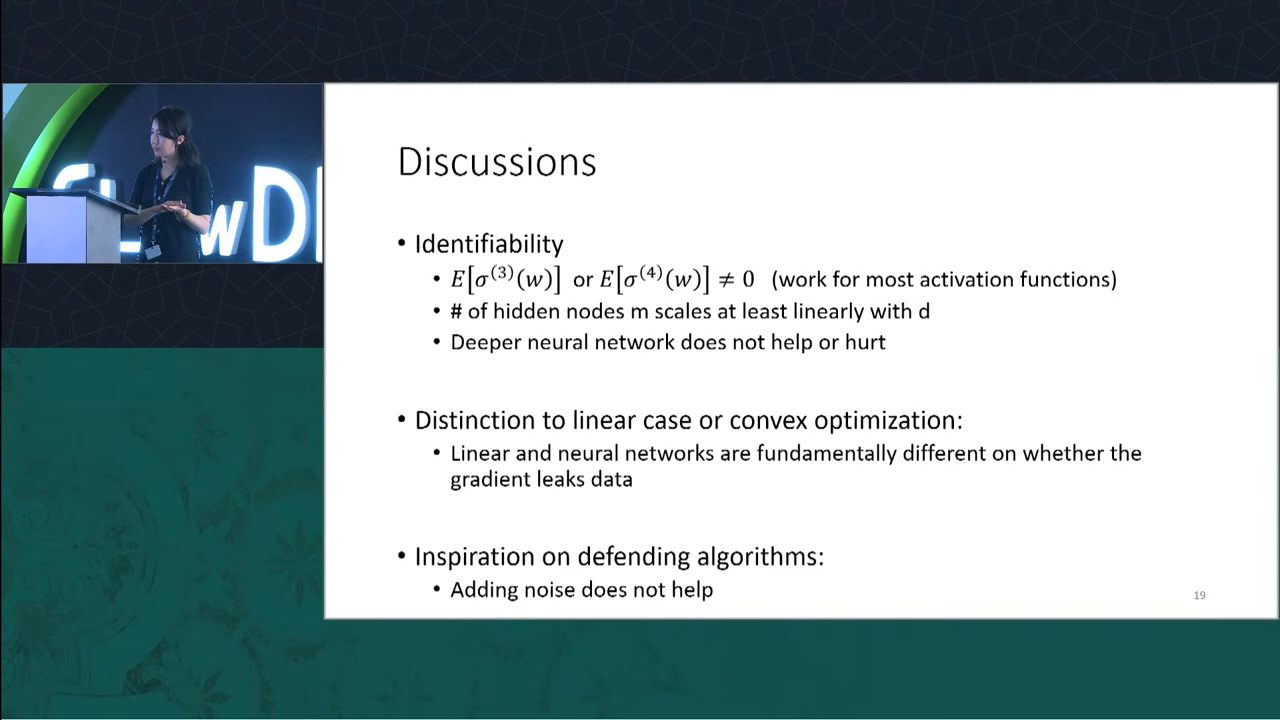 Discussions
• Identifiability
• E[σ⁽³⁾(w)] or E[σ⁽⁴⁾(w)] ≠ 0 (work for most activation functions)
• # of hidden nodes m scales at least linearly with d
• Deeper neural network does not help or hurt
• Distinction to linear case or convex optimization:
• Linear and neural networks are fundamentally different on whether the
gradient leaks data
• Inspiration on defending algorithms:
• Adding noise does not help
19